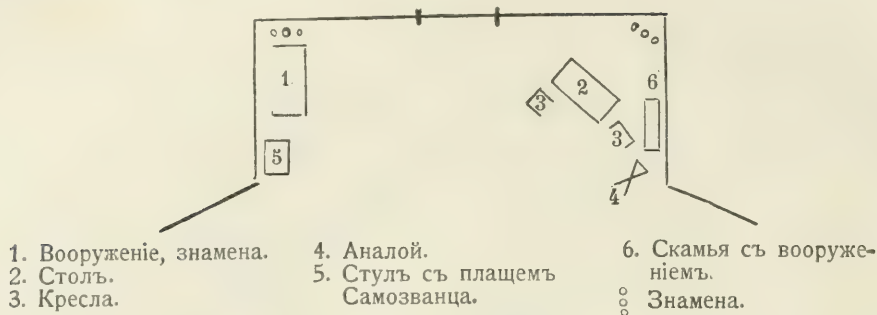 1
2
6
3
3
5
4
1. Вооруженіе, знамена.
2. Столъ.
3. Кресла.
4. Аналой.
5. Стулъ съ плащемъ
Самозванца.
6. Скамья съ вооруже-
ніемъ.
Знамена.